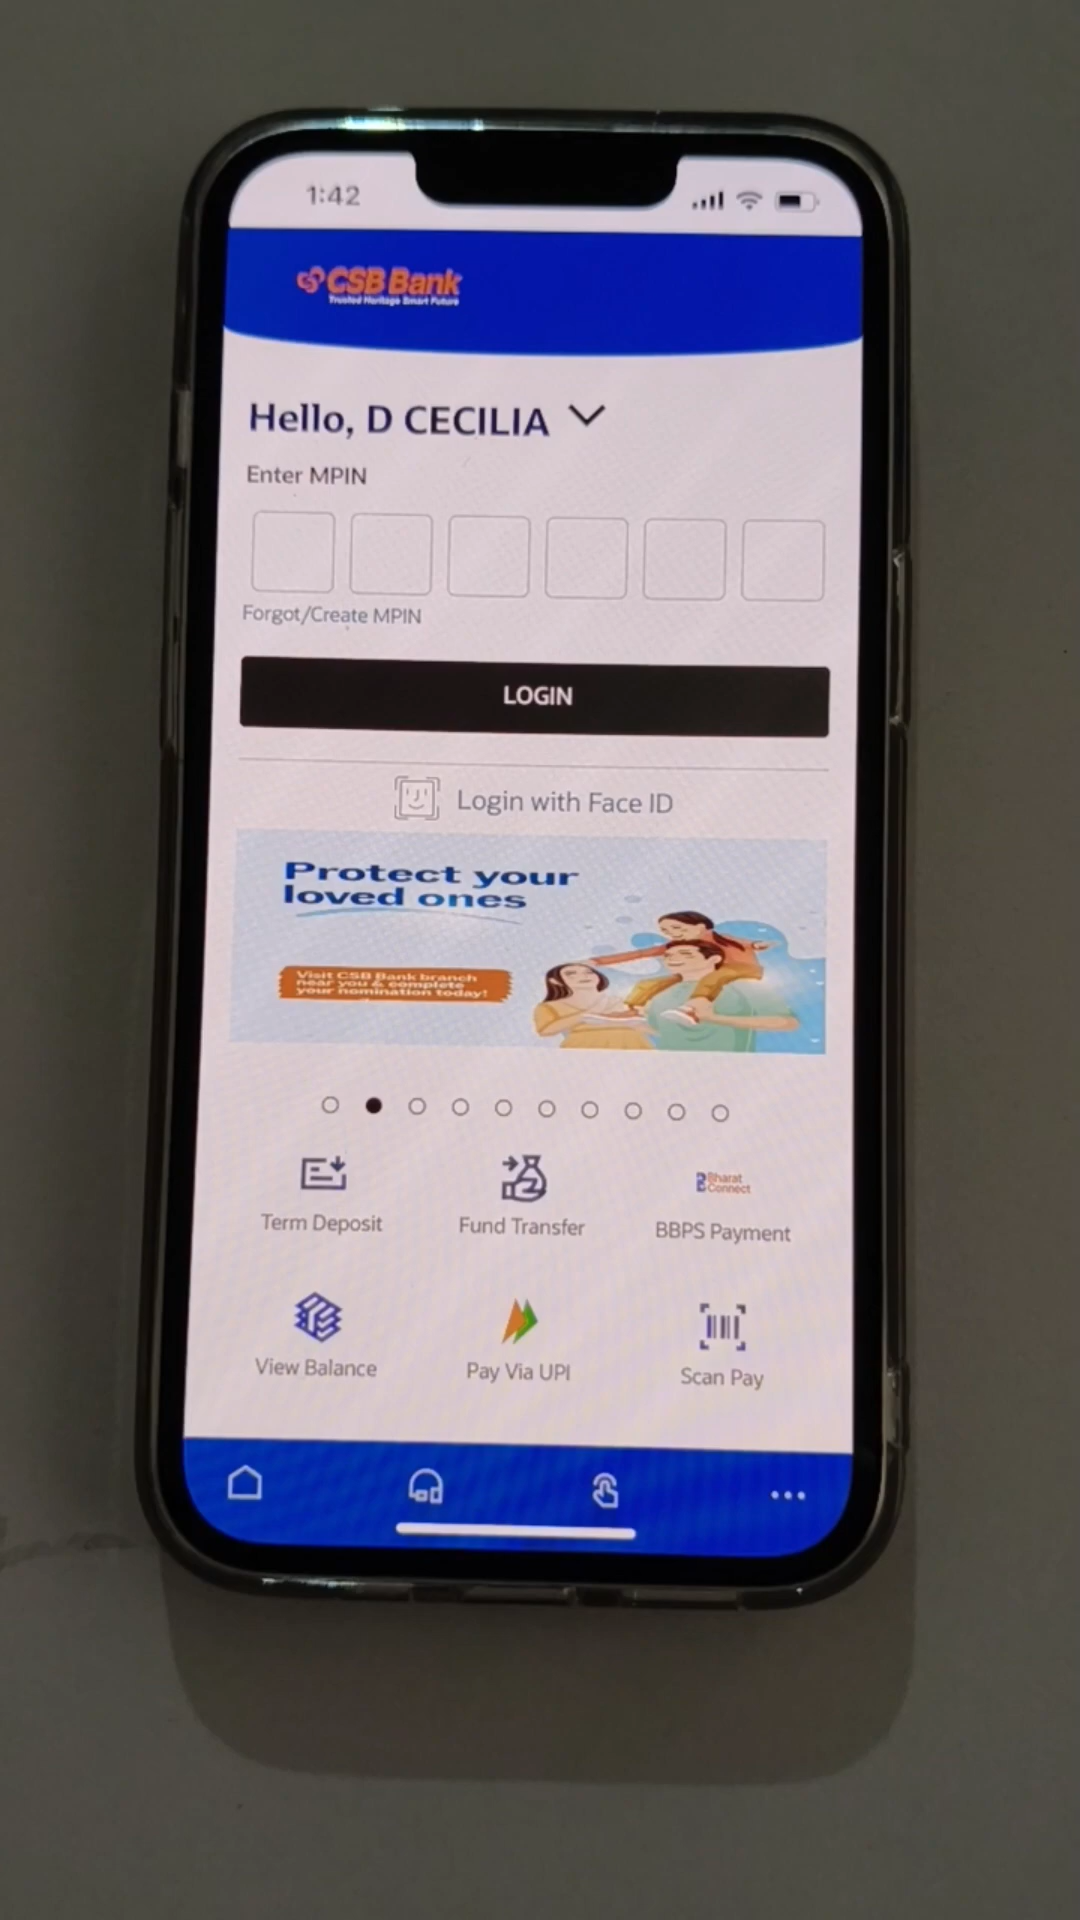 1:42
CSB Bank
Trusted Heritage Smart Future
Hello, D CECILIA
Enter MPIN
Forgot/Create MPIN
LOGIN
Login with Face ID
Protect your
loved ones
Visit CSB Bank branch
near you & complete
your nomination today!
Bharat
Connect
Term Deposit
Fund Transfer
BBPS Payment
View Balance
Pay Via UPI
Scan Pay